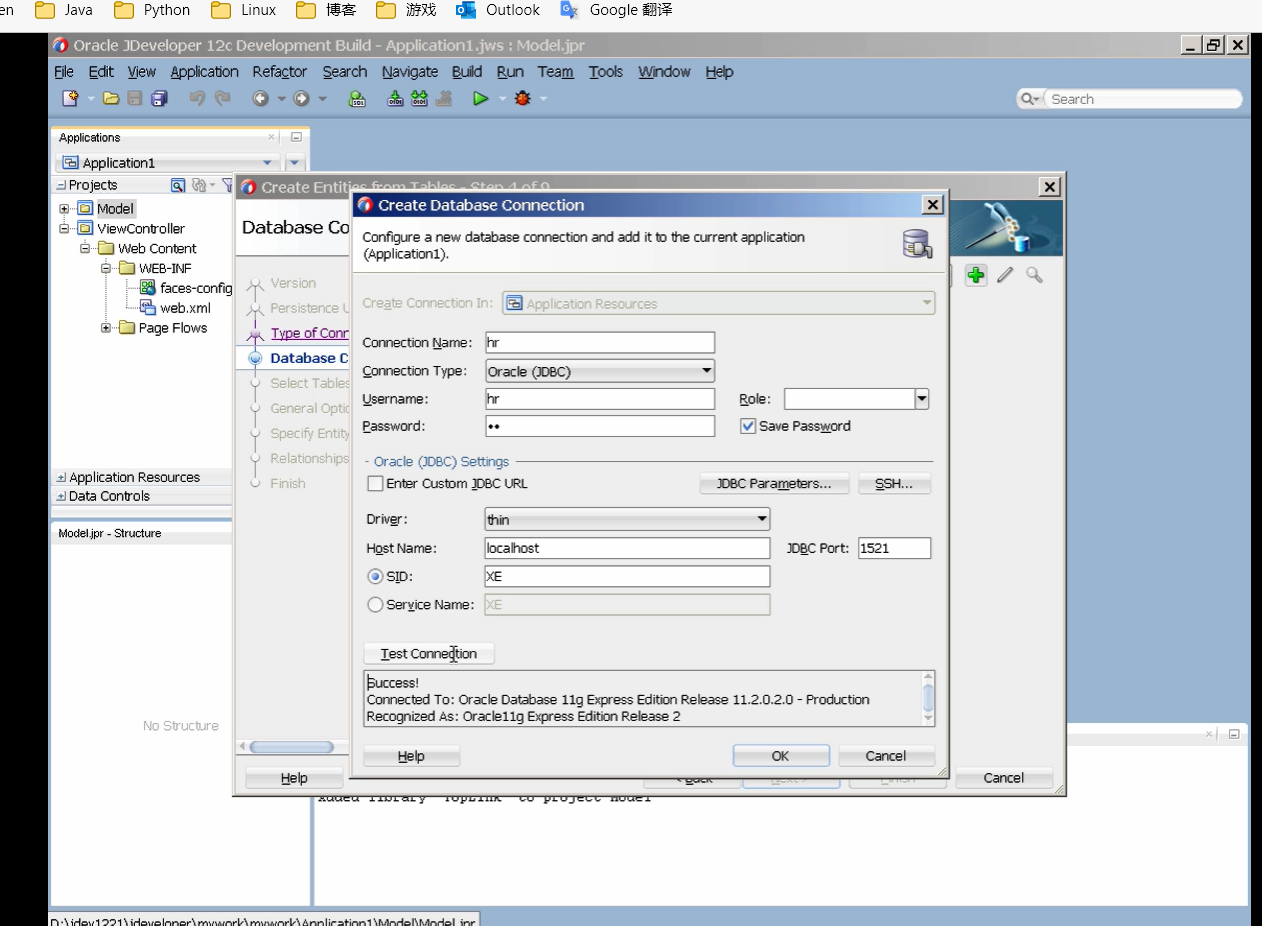 en Java Python Linux 博客 游戏 Outlook Google 翻译
Oracle JDeveloper 12c Development Build - Application1.jws : Model.jpr
File Edit View Application Refactor Search Navigate Build Run Team Tools Window Help
Search
Applications
Application1
Projects
Model
ViewController
Web Content
WEB-INF
faces-config
web.xml
Page Flows
Application Resources
Data Controls
Model.jpr - Structure
No Structure
Create Entities from Tables - Step 4 of 9
Database Co
Version
Persistence U
Type of Conn
Database C
Select Tables
General Optio
Specify Entity
Relationships
Finish
Help
Create Database Connection
Configure a new database connection and add it to the current application
(Application1).
Create Connection In: Application Resources
Connection Name: hr
Connection Type: Oracle (JDBC)
Username: hr Role:
Password: •• Save Password
- Oracle (JDBC) Settings
Enter Custom JDBC URL JDBC Parameters... SSH...
Driver: thin
Host Name: localhost JDBC Port: 1521
SID: XE
Service Name: XE
Test Connection
Success!
Connected To: Oracle Database 11g Express Edition Release 11.2.0.2.0 - Production
Recognized As: Oracle11g Express Edition Release 2
Help OK Cancel
< Back Next > Finish Cancel
Added library 'TopLink' to project Model
D:\jdev1221\jdeveloper\mywork\mywork\Application1\Model\Model.jpr